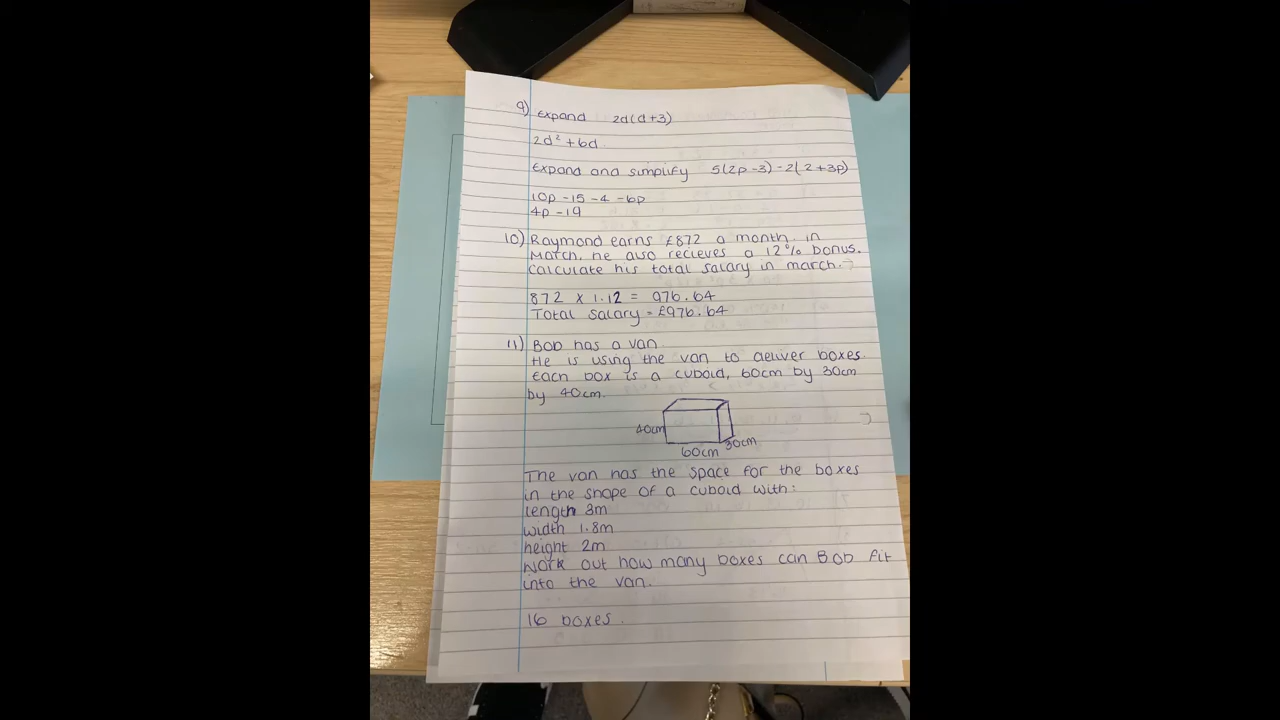 9) Expand 2d(d+3)
2d² + 6d
Expand and simplify 5(2p-3) -2(2+3p)
10p -15 -4 -6p
4p -19
10) Raymond earns £872 a month. in
March, he also recieves a 12% bonus.
Calculate his total salary in march.
872 x 1.12 = 976.64
Total salary = £976.64
11) Bob has a van
He is using the van to deliver boxes.
Each box is a cuboid, 60cm by 30cm
by 40cm.
40cm
30cm
60cm
The van has the space for the boxes
in the shape of a cuboid with:
length 3m
width 1.8m
height 2m
Work out how many boxes can Bob fit
into the van.
16 boxes.